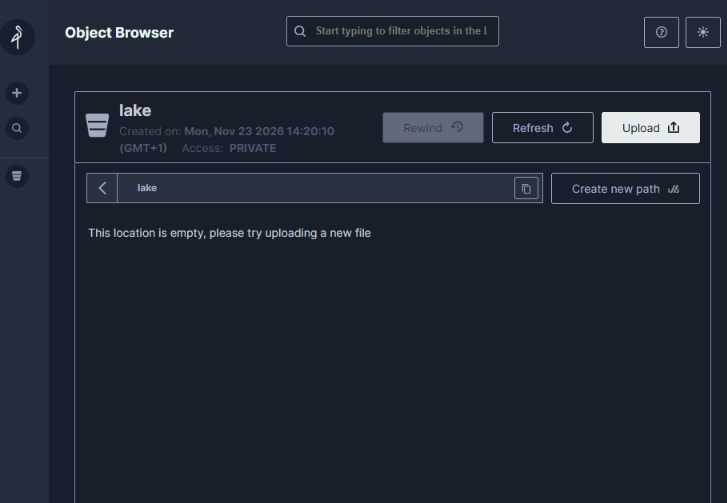 Object Browser
Start typing to filter objects in the l
lake
Created on: Mon, Nov 23 2026 14:20:10
(GMT+1) Access: PRIVATE
Rewind
Refresh
Upload
lake
Create new path
This location is empty, please try uploading a new file